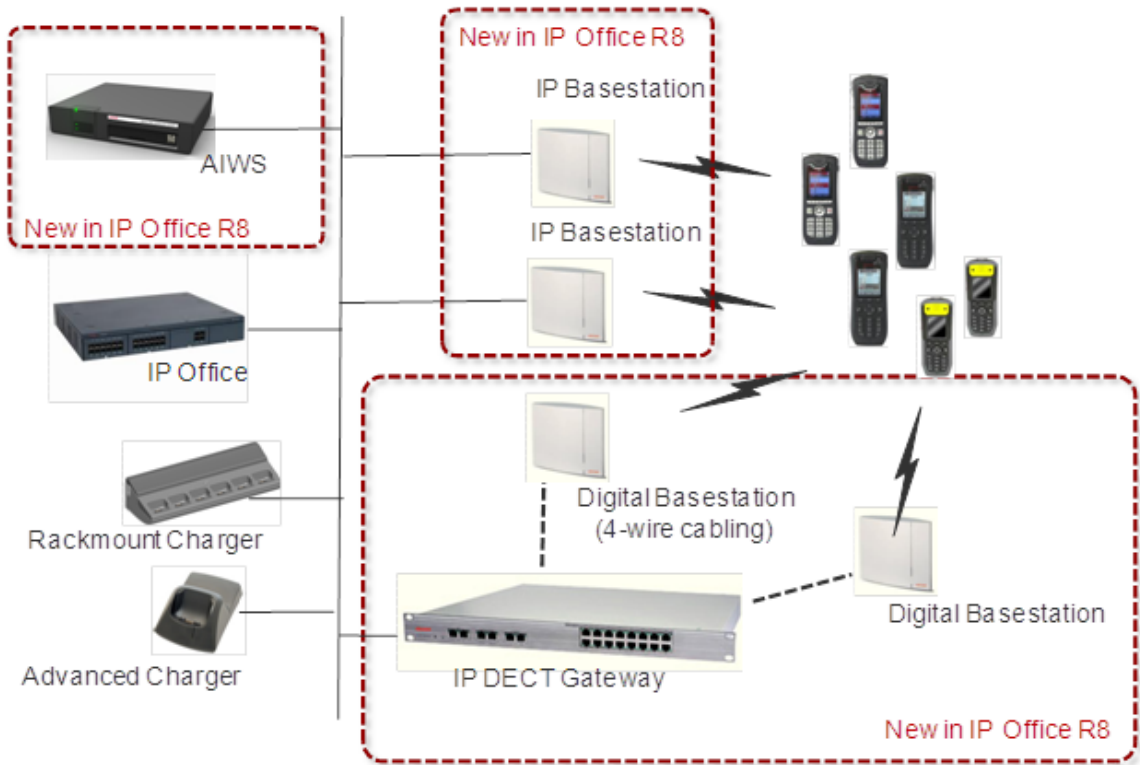 New in IP Office R8
IP Basestation
AIWS
New in IP Office R8
IP Basestation
IP Office
Digital Basestation
(4-wire cabling)
Rackmount Charger
Digital Basestation
Advanced Charger
IP DECT Gateway
New in IP Office R8